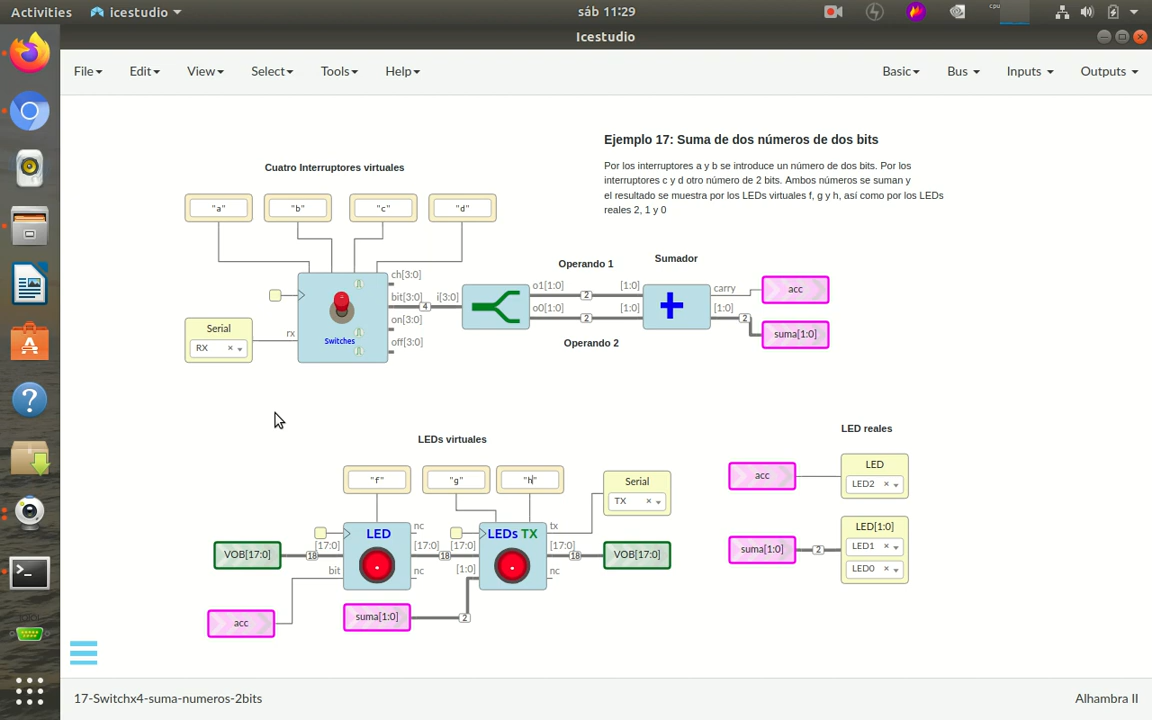 Activities
icestudio
sáb 11:29
cpu
Icestudio
File
Edit
View
Select
Tools
Help
Basic
Bus
Inputs
Outputs
Ejemplo 17: Suma de dos números de dos bits
Por los interruptores a y b se introduce un número de dos bits. Por los
interruptores c y d otro número de 2 bits. Ambos números se suman y
el resultado se muestra por los LEDs virtuales f, g y h, así como por los LEDs
reales 2, 1 y 0
Cuatro Interruptores virtuales
"a"
"b"
"c"
"d"
Operando 1
Sumador
ch[3:0]
bit[3:0]
on[3:0]
off[3:0]
4
i[3:0]
o1[1:0]
o0[1:0]
2
2
[1:0]
[1:0]
carry
[1:0]
2
acc
suma[1:0]
Serial
RX
rx
Switches
Operando 2
LEDs virtuales
LED reales
"f"
"g"
"h"
Serial
TX
acc
LED
LED2
LED
nc
LEDs TX
tx
VOB[17:0]
18
[17:0]
[17:0]
18
[17:0]
[17:0]
18
VOB[17:0]
bit
nc
[1:0]
nc
acc
suma[1:0]
2
suma[1:0]
2
LED[1:0]
LED1
LED0
17-Switchx4-suma-numeros-2bits
Alhambra II